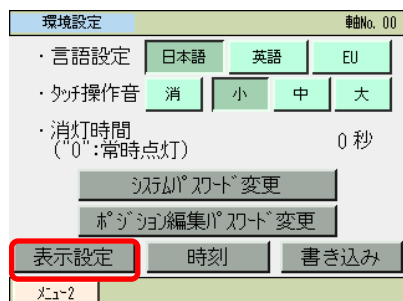 環境設定 軸No. 00
・言語設定 日本語 英語 EU
・ﾀｯﾁ操作音 消 小 中 大
・消灯時間
("0":常時点灯) 0 秒
ｼｽﾃﾑﾊﾟｽﾜｰﾄﾞ変更
ﾎﾟｼﾞｼｮﾝ編集ﾊﾟｽﾜｰﾄﾞ変更
表示設定 時刻 書き込み
ﾒﾆｭｰ2